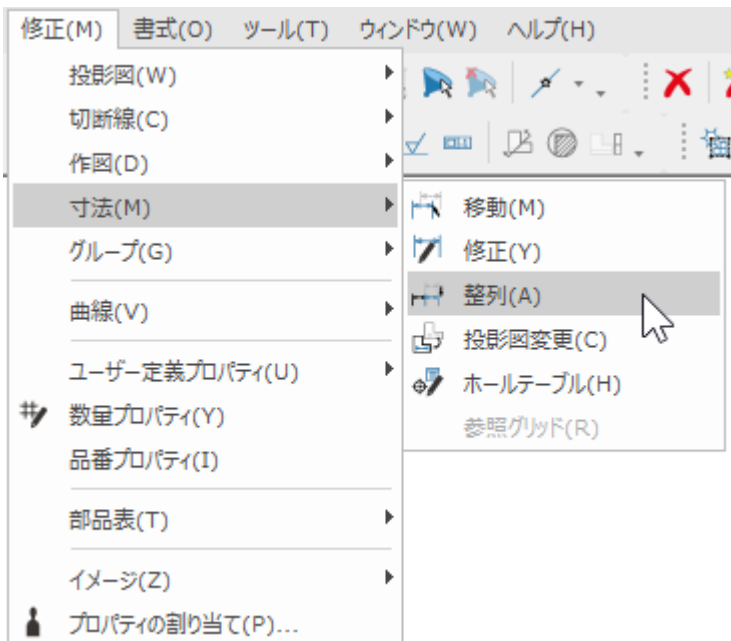 修正(M) 書式(O) ツール(T) ウィンドウ(W) ヘルプ(H)
投影図(W)
切断線(C)
作図(D)
寸法(M)
グループ(G)
曲線(V)
ユーザー定義プロパティ(U)
数量プロパティ(Y)
品番プロパティ(I)
部品表(T)
イメージ(Z)
プロパティの割り当て(P)...
移動(M)
修正(Y)
整列(A)
投影図変更(C)
ホールテーブル(H)
参照グリッド(R)